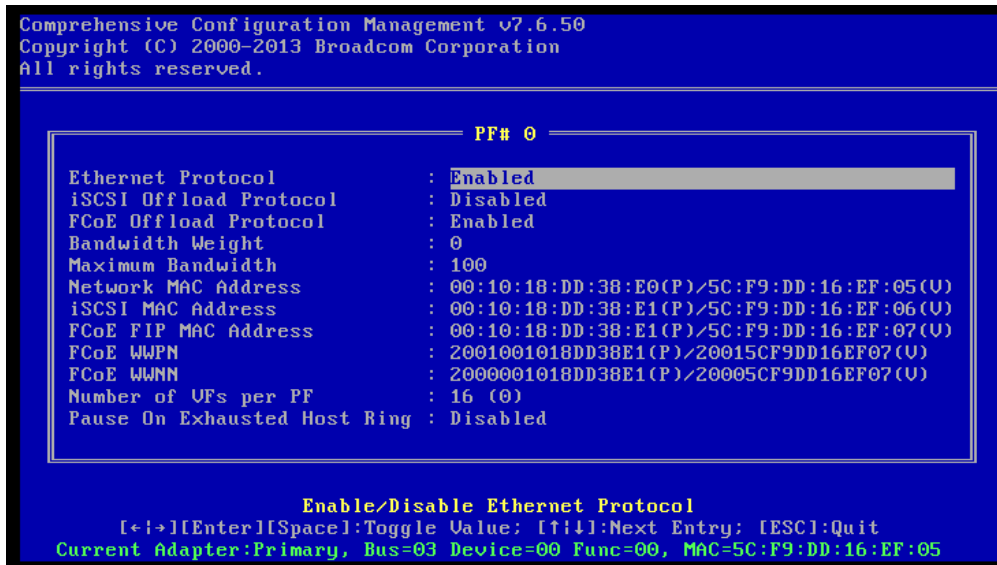 Comprehensive Configuration Management v7.6.50
Copyright (C) 2000-2013 Broadcom Corporation
All rights reserved.
PF# 0
Ethernet Protocol : Enabled
iSCSI Offload Protocol : Disabled
FCoE Offload Protocol : Enabled
Bandwidth Weight : 0
Maximum Bandwidth : 100
Network MAC Address : 00:10:18:DD:38:E0(P)/5C:F9:DD:16:EF:05(V)
iSCSI MAC Address : 00:10:18:DD:38:E1(P)/5C:F9:DD:16:EF:06(V)
FCoE FIP MAC Address : 00:10:18:DD:38:E1(P)/5C:F9:DD:16:EF:07(V)
FCoE WWPN : 2001001018DD38E1(P)/20015CF9DD16EF07(V)
FCoE WWNN : 2000001018DD38E1(P)/20005CF9DD16EF07(V)
Number of VFs per PF : 16 (0)
Pause On Exhausted Host Ring : Disabled
Enable/Disable Ethernet Protocol
[←|→][Enter][Space]:Toggle Value; [↑|↓]:Next Entry; [ESC]:Quit
Current Adapter:Primary, Bus=03 Device=00 Func=00, MAC=5C:F9:DD:16:EF:05